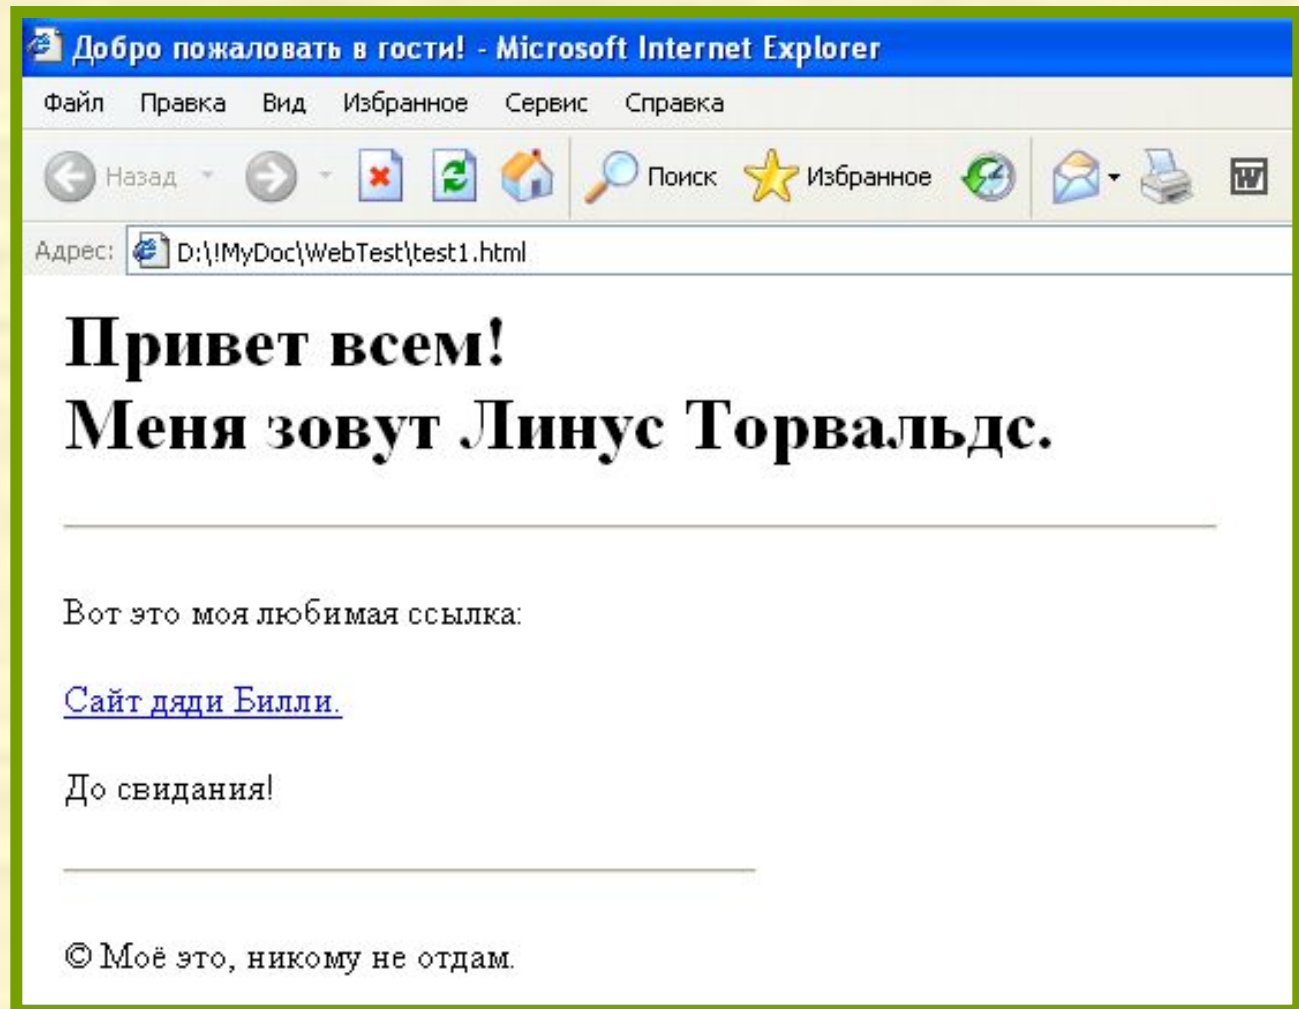 Добро пожаловать в гости! - Microsoft Internet Explorer
Файл Правка Вид Избранное Сервис Справка
Назад Поиск Избранное W
Адрес: D:\!MyDoc\WebTest\test1.html
Привет всем!
Меня зовут Линус Торвальдс.
Вот это моя любимая ссылка:
Сайт дяди Билли.
До свидания!
© Моё это, никому не отдам.